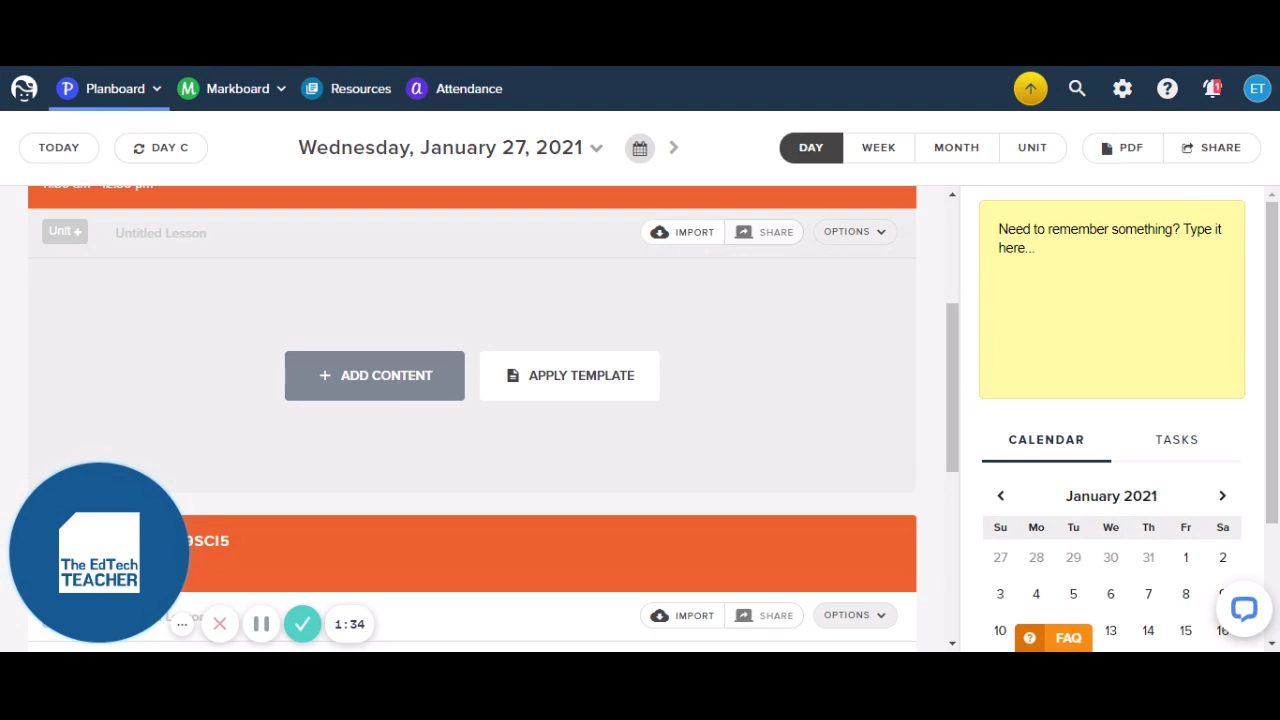 Planboard
Markboard
Resources
Attendance
ET
TODAY
DAY C
Wednesday, January 27, 2021
DAY
WEEK
MONTH
UNIT
PDF
SHARE
Unit +
Untitled Lesson
IMPORT
SHARE
OPTIONS
+ ADD CONTENT
APPLY TEMPLATE
Need to remember something? Type it
here...
CALENDAR
TASKS
January 2021
Su Mo Tu We Th Fr Sa
27 28 29 30 31 1 2
3 4 5 6 7 8
10 13 14 15 16
FAQ
9SCI5
The EdTech
TEACHER
IMPORT
SHARE
OPTIONS
1:34